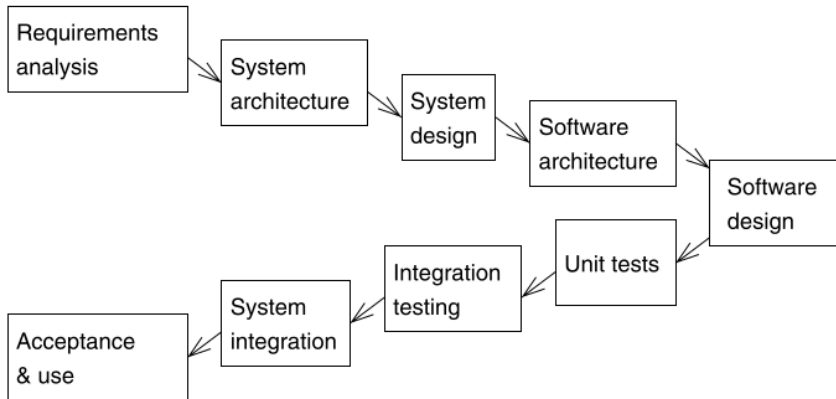 Requirements
analysis
System
architecture
System
design
Software
architecture
Software
design
Unit tests
Integration
testing
System
integration
Acceptance
& use